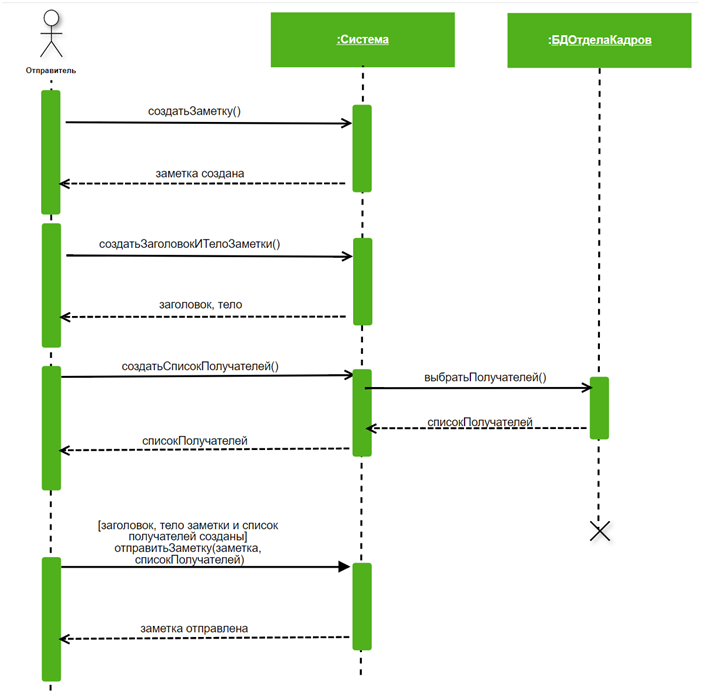 Отправитель
:Система
:БДОтделаКадров
создатьЗаметку()
заметка создана
создатьЗаголовокИТелоЗаметки()
заголовок, тело
создатьСписокПолучателей()
выбратьПолучателей()
списокПолучателей
списокПолучателей
[заголовок, тело заметки и список
получателей созданы]
отправитьЗаметку(заметка,
списокПолучателей)
заметка отправлена